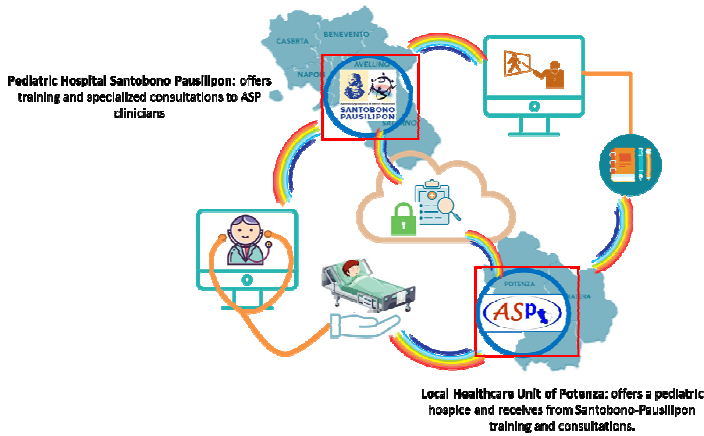 CASERTA
BENEVENTO
AVELLINO
NAPOLI
SANTOBONO
PAUSILIPON
Pediatric Hospital Santobono Pausilipon: offers
training and specialized consultations to ASP
clinicians
POTENZA
ASP
Local Healthcare Unit of Potenza: offers a pediatric
hospice and receives from Santobono-Pausilipon
training and consultations.